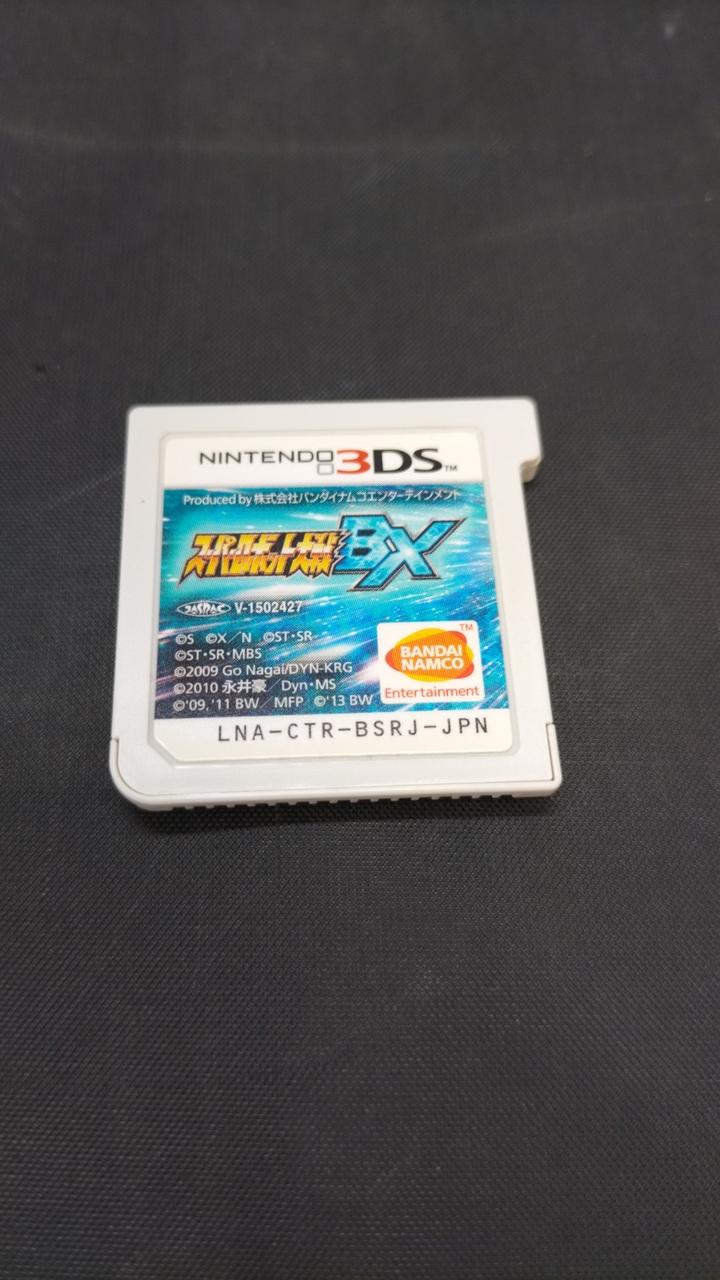 NINTENDO 3DS™
Produced by 株式会社バンダイナムコエンターテインメント
スーパーロボット大戦BX
JASRAC V-1502427
©S ©X/N ©ST・SR
©ST・SR・MBS
©2009 Go Nagai/DYN-KRG
©2010 永井豪/Dyn・MS
©'09,'11 BW/MFP ©'13 BW
BANDAI
NAMCO
™
Entertainment
LNA-CTR-BSRJ-JPN